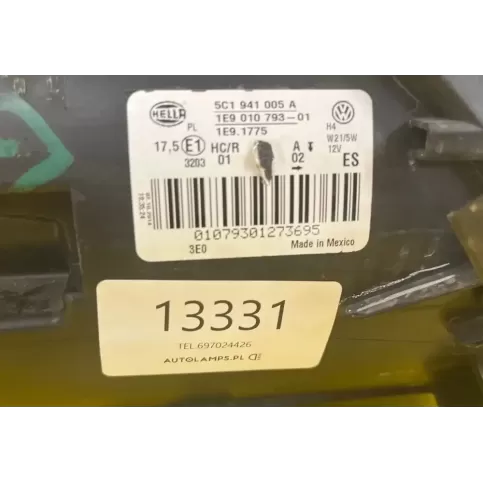 HELLA
5C1 941 005 A
1E9 010 793-01
1E9.1775
PL
17,5 E1 HC/R A
3203 01 02
H4
W21/5W
12V
ES
01079301273695
3E0 Made in Mexico
13331
TEL.697024426
AUTOLAMPS.PL